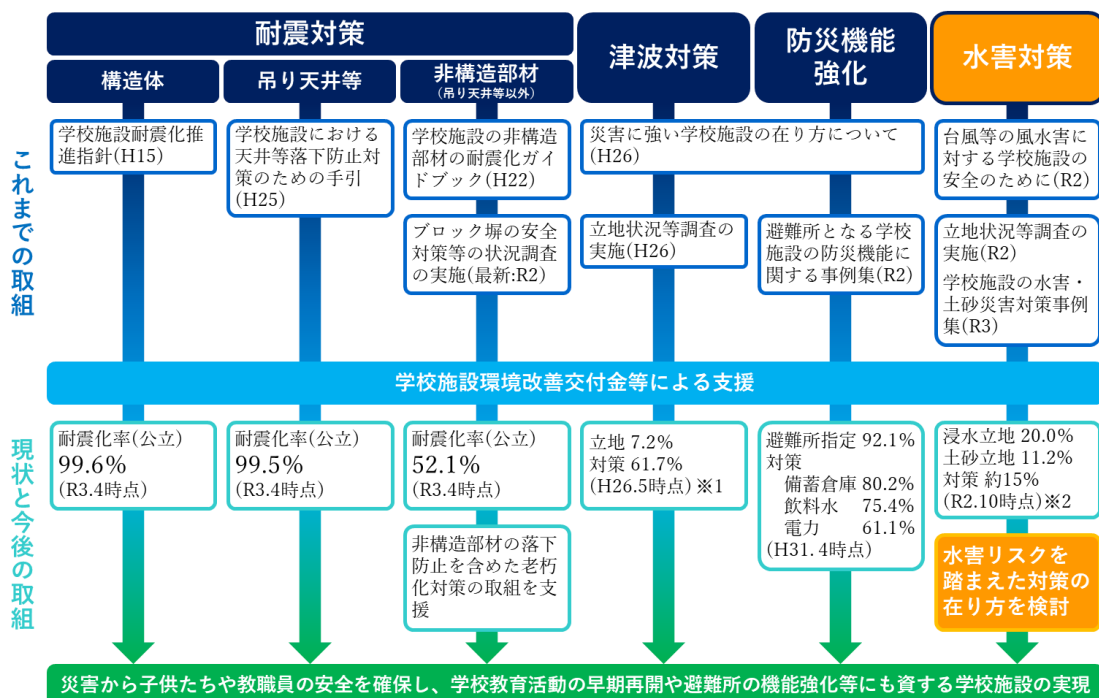 耐震対策
構造体
吊り天井等
非構造部材
(吊り天井等以外)
津波対策
防災機能
強化
水害対策
これまでの取組
学校施設耐震化推
進指針(H15)
学校施設における
天井等落下防止対
策のための手引
(H25)
学校施設の非構造
部材の耐震化ガイ
ドブック(H22)
ブロック塀の安全
対策等の状況調査
の実施(最新:R2)
災害に強い学校施設の在り方について
(H26)
立地状況等調査の
実施(H26)
避難所となる学校
施設の防災機能に
関する事例集(R2)
台風等の風水害に
対する学校施設の
安全のために(R2)
立地状況等調査の
実施(R2)
学校施設の水害・
土砂災害対策事例
集(R3)
学校施設環境改善交付金等による支援
現状と今後の取組
耐震化率(公立)
99.6%
(R3.4時点)
耐震化率(公立)
99.5%
(R3.4時点)
耐震化率(公立)
52.1%
(R3.4時点)
非構造部材の落下
防止を含めた老朽
化対策の取組を支
援
立地 7.2%
対策 61.7%
(H26.5時点) ※1
避難所指定 92.1%
対策
備蓄倉庫 80.2%
飲料水 75.4%
電力 61.1%
(H31.4時点)
浸水立地 20.0%
土砂立地 11.2%
対策 約15%
(R2.10時点)※2
水害リスクを
踏まえた対策の
在り方を検討
災害から子供たちや教職員の安全を確保し、学校教育活動の早期再開や避難所の機能強化等にも資する学校施設の実現